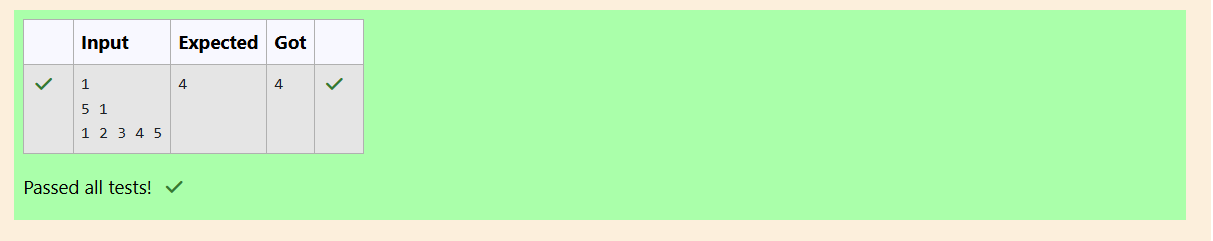 Input Expected Got
1 4 4
5 1
1 2 3 4 5
Passed all tests!